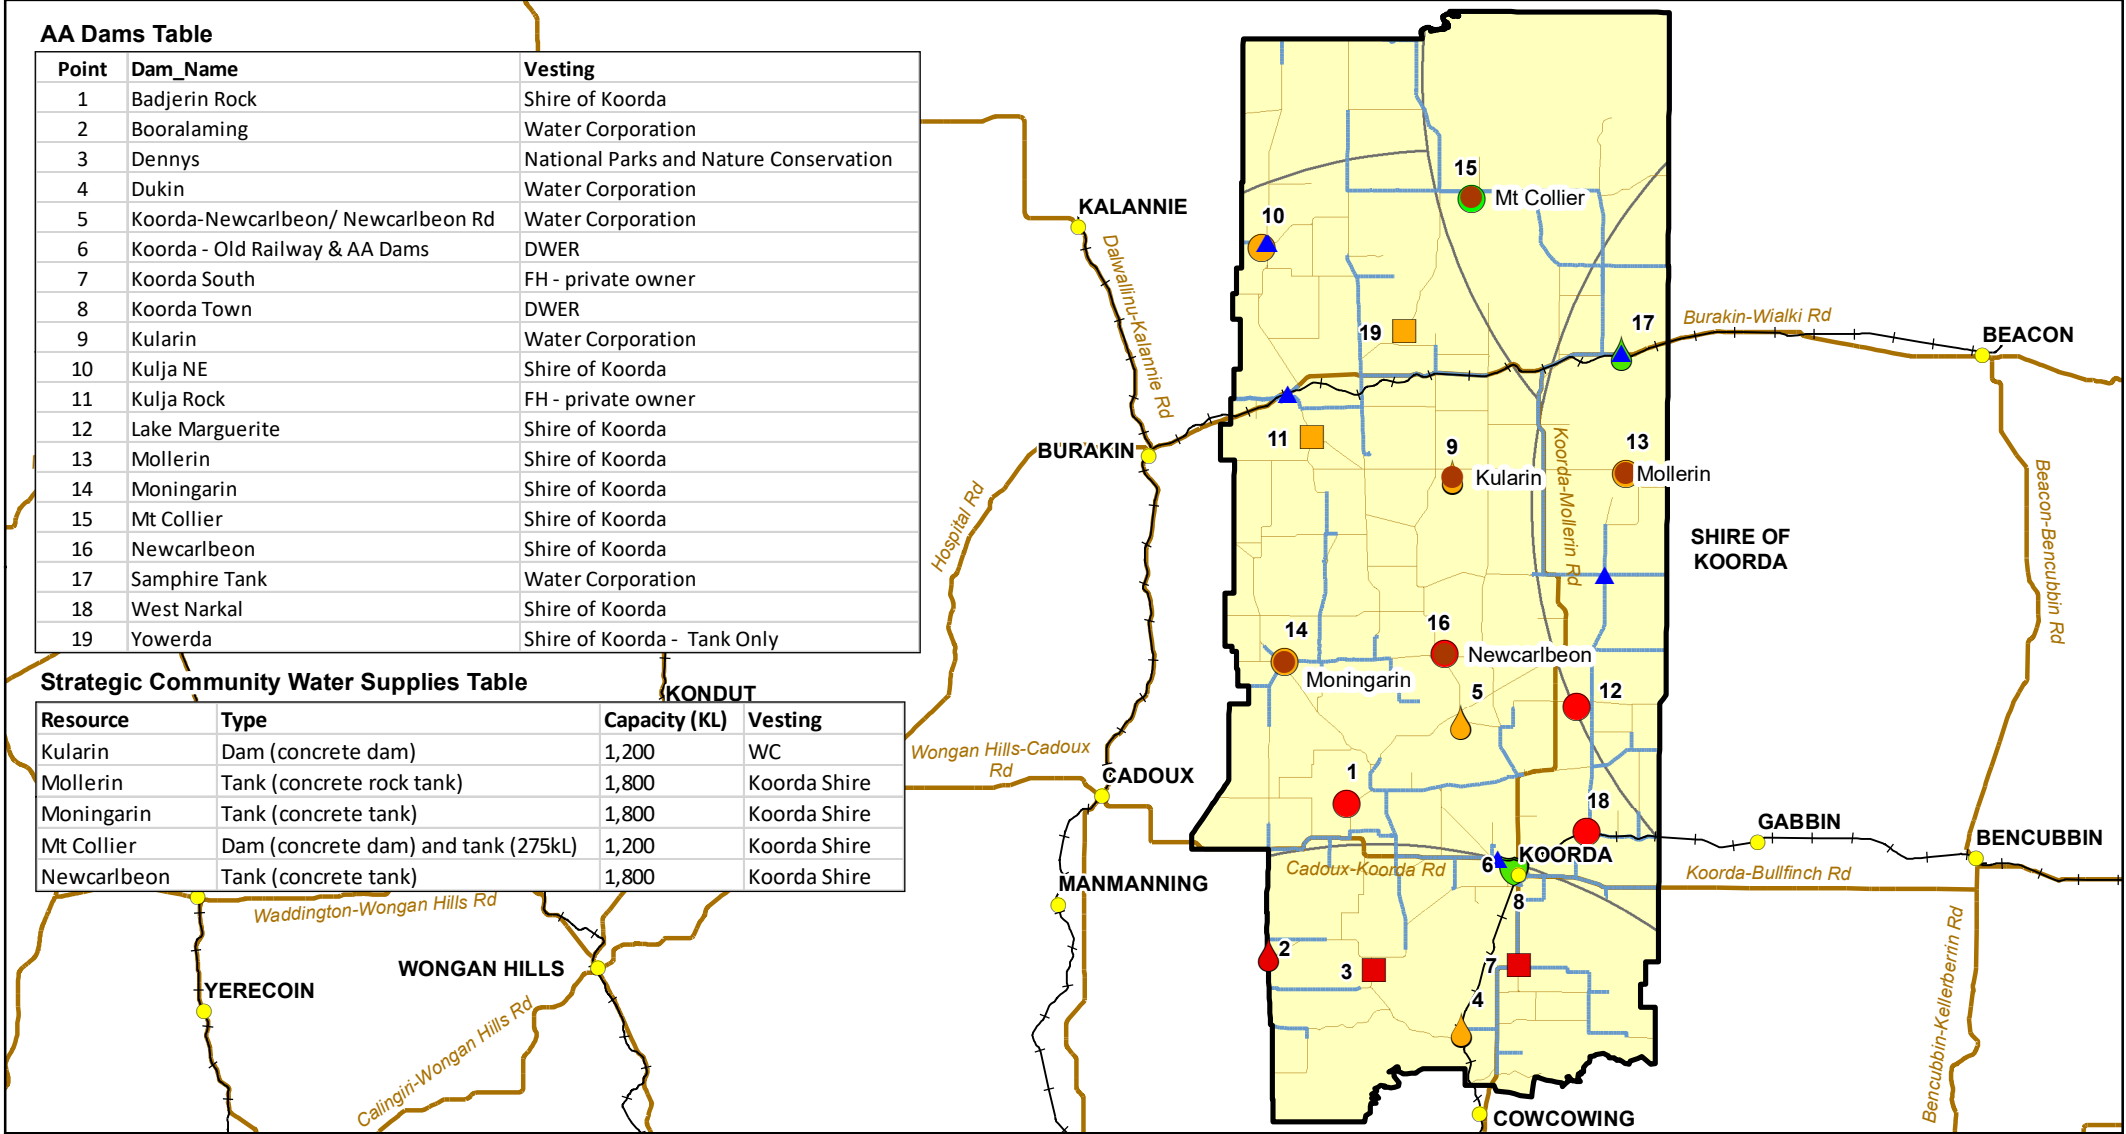 AA Dams Table
Point Dam_Name Vesting
1 Badjerin Rock Shire of Koorda
2 Booralaming Water Corporation
3 Dennys National Parks and Nature Conservation
4 Dukin Water Corporation
5 Koorda-Newcarlbeon/ Newcarlbeon Rd Water Corporation
6 Koorda - Old Railway & AA Dams DWER
7 Koorda South FH - private owner
8 Koorda Town DWER
9 Kularin Water Corporation
10 Kulja NE Shire of Koorda
11 Kulja Rock FH - private owner
12 Lake Marguerite Shire of Koorda
13 Mollerin Shire of Koorda
14 Moningarin Shire of Koorda
15 Mt Collier Shire of Koorda
16 Newcarlbeon Shire of Koorda
17 Samphire Tank Water Corporation
18 West Narkal Shire of Koorda
19 Yowerda Shire of Koorda - Tank Only
Strategic Community Water Supplies Table
Resource Type Capacity (KL) Vesting
Kularin Dam (concrete dam) 1,200 WC
Mollerin Tank (concrete rock tank) 1,800 Koorda Shire
Moningarin Tank (concrete tank) 1,800 Koorda Shire
Mt Collier Dam (concrete dam) and tank (275kL) 1,200 Koorda Shire
Newcarlbeon Tank (concrete tank) 1,800 Koorda Shire
KONDUT
Waddington-Wongan Hills Rd
WONGAN HILLS
YERECOIN
Calingiri-Wongan Hills Rd
KALANNIE
Dalwallinu-Kalannie Rd
BURAKIN
Hospital Rd
Wongan Hills-Cadoux
Rd
CADOUX
MANMANNING
15
Mt Collier
10
19
17
Burakin-Wialki Rd
BEACON
11
9
Kularin
13
Mollerin
Koorda-Mollerin Rd
Beacon-Bencubbin Rd
SHIRE OF
KOORDA
14
Moningarin
16
Newcarlbeon
5
12
1
18
GABBIN
BENCUBBIN
KOORDA
6
Cadoux-Koorda Rd
Koorda-Bullfinch Rd
8
2
3
7
4
Bencubbin-Kellerberrin Rd
COWCOWING